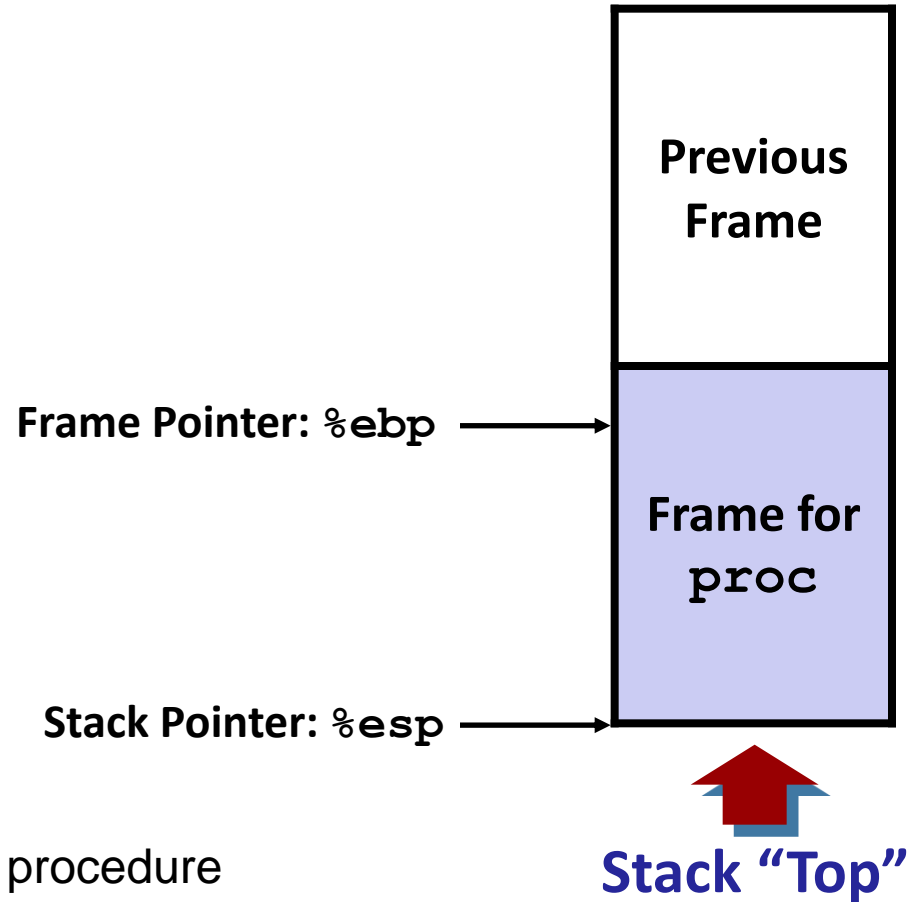 Previous
Frame
Frame Pointer: %ebp
Frame for
proc
Stack Pointer: %esp
procedure
Stack “Top”